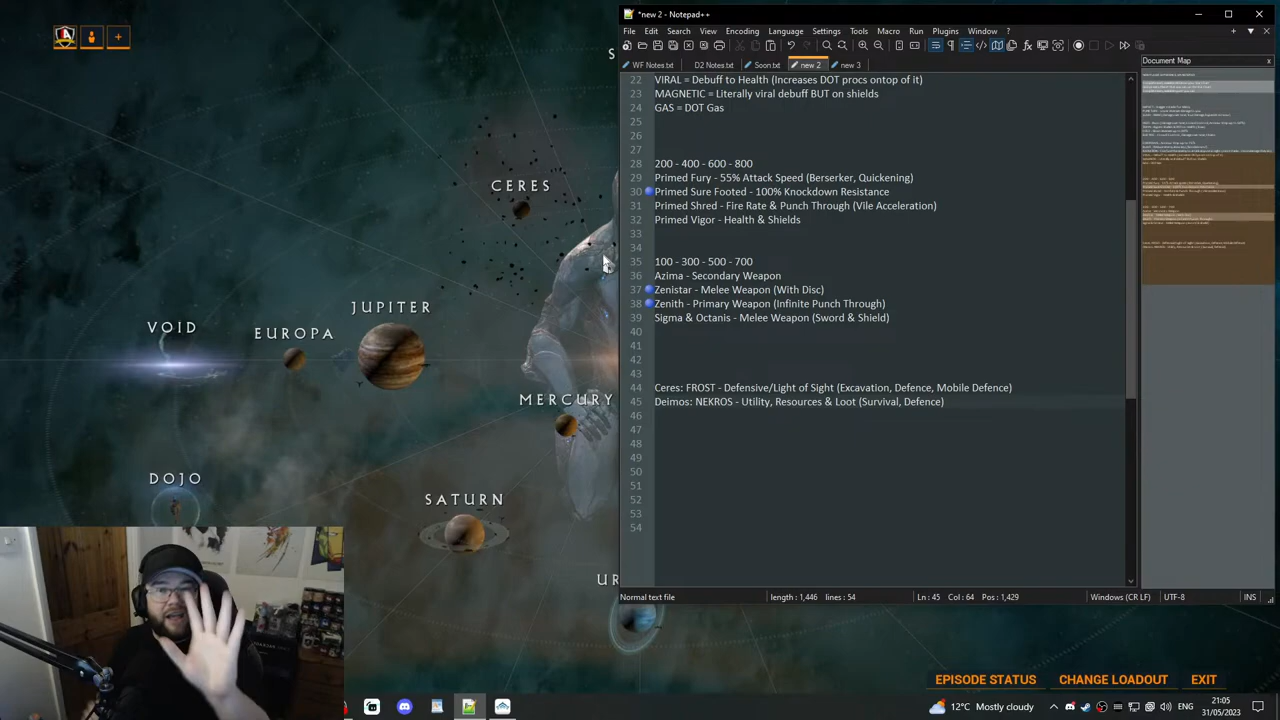 *new 2 - Notepad++
File Edit Search View Encoding Language Settings Tools Macro Run Plugins Window
WF Notes.txt D2 Notes.txt Soon.txt new 2 new 3
Document Map
22 VIRAL = Debuff to Health (Increases DOT procs ontop of it)
23 MAGNETIC = Literally viral debuff BUT on shields
24 GAS = DOT Gas
25
26
27
28 200 - 400 - 600 - 800
29 Primed Fury - 55% Attack Speed (Berserker, Quickening)
30 Primed Sure Footed - 100% Knockdown Resistance
31 Primed Shred - Fire Rate & Punch Through (Vile Acceleration)
32 Primed Vigor - Health & Shields
33
34
35 100 - 300 - 500 - 700
36 Azima - Secondary Weapon
37 Zenistar - Melee Weapon (With Disc)
38 Zenith - Primary Weapon (Infinite Punch Through)
39 Sigma & Octanis - Melee Weapon (Sword & Shield)
40
41
42
43
44 Ceres: FROST - Defensive/Light of Sight (Excavation, Defence, Mobile Defence)
45 Deimos: NEKROS - Utility, Resources & Loot (Survival, Defence)
46
47
48
49
50
51
52
53
54
Normal text file length : 1,446 lines : 54 Ln : 45 Col : 64 Pos : 1,429 Windows (CR LF) UTF-8 INS
CERES
JUPITER
VOID
EUROPA
MERCURY
DOJO
SATURN
EPISODE STATUS CHANGE LOADOUT EXIT
12°C Mostly cloudy
21:05
31/05/2023